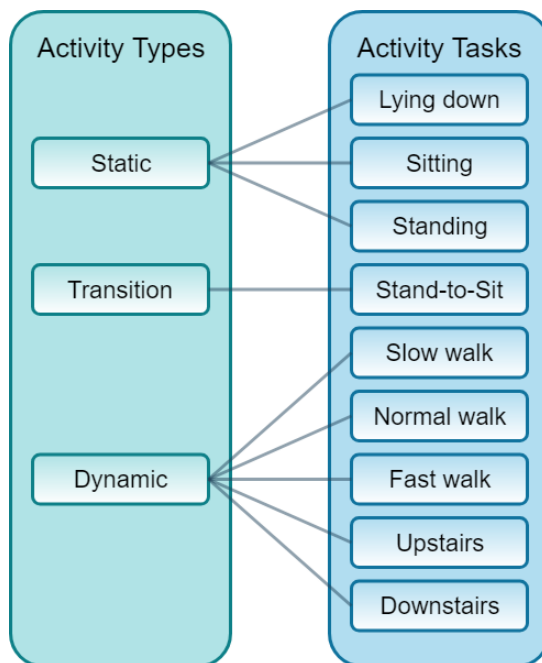 Activity Types
Static
Transition
Dynamic
Activity Tasks
Lying down
Sitting
Standing
Stand-to-Sit
Slow walk
Normal walk
Fast walk
Upstairs
Downstairs